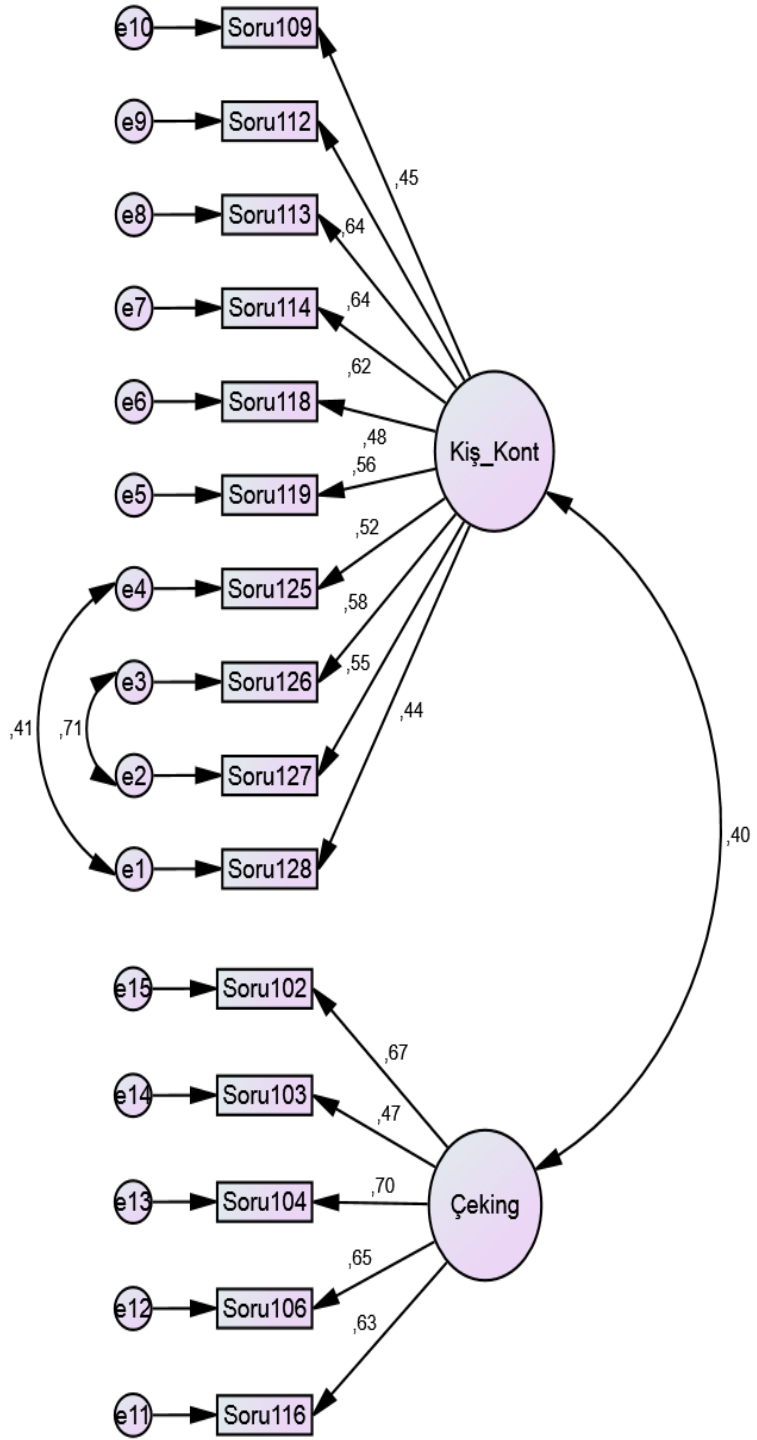 e10 Soru109
e9 Soru112
,45
e8 Soru113
,64
e7 Soru114
,64
,62
e6 Soru118
,48
Kiş_Kont
,56
e5 Soru119
,52
e4 Soru125
,58
,55
e3 Soru126
,44
,41
,71
e2 Soru127
,40
e1 Soru128
e15 Soru102
,67
e14 Soru103
,47
,70
e13 Soru104
Çeking
,65
e12 Soru106
,63
e11 Soru116